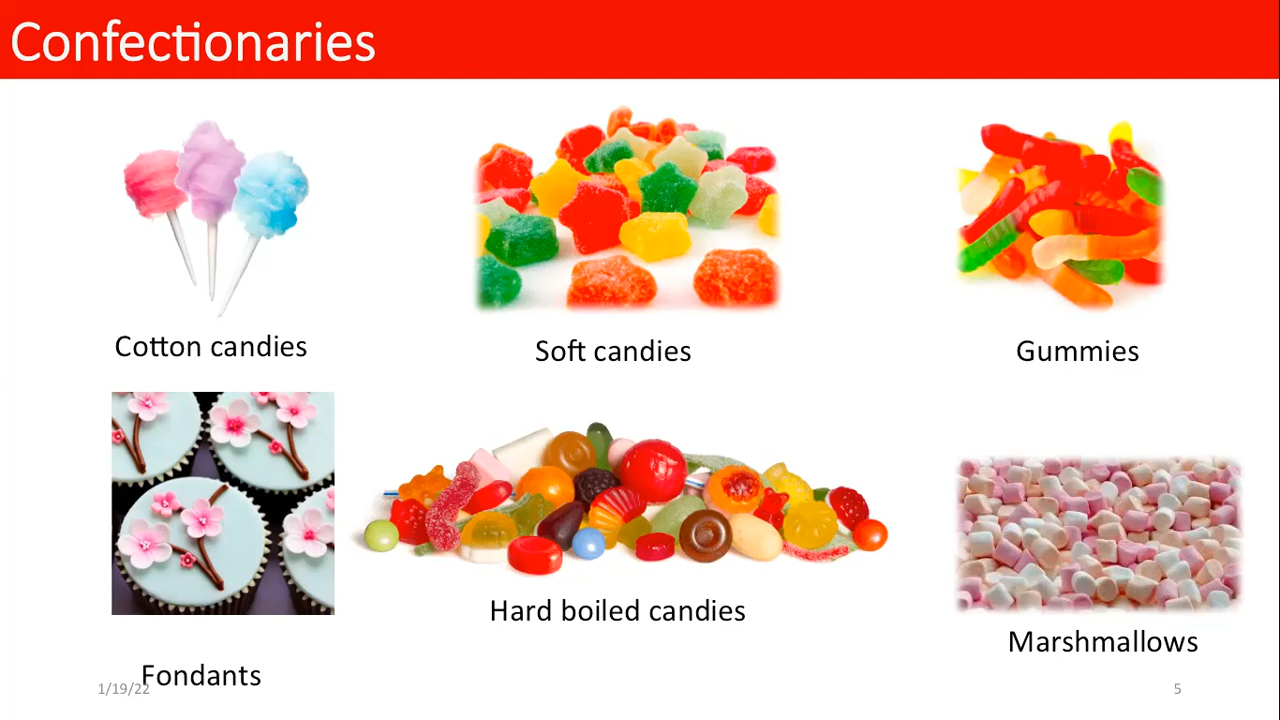 Confectionaries
Cotton candies
Soft candies
Gummies
Hard boiled candies
Marshmallows
Fondants
1/19/22
5